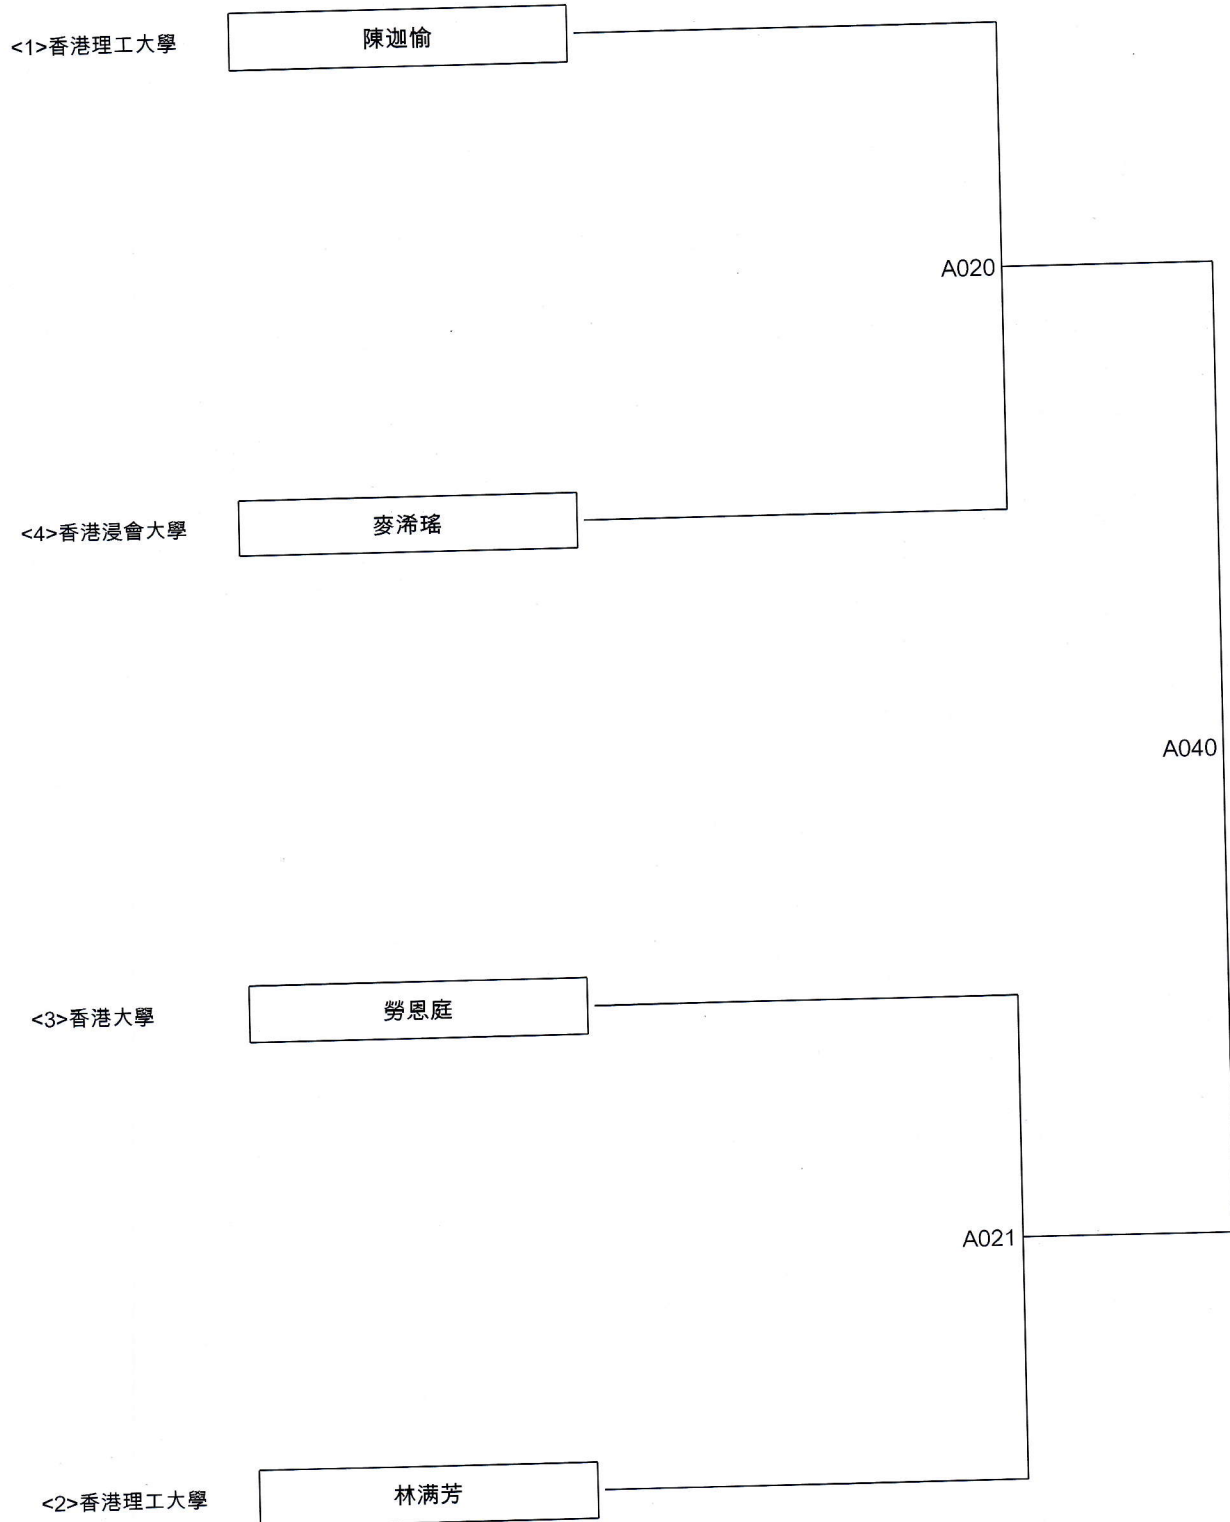 <1>香港理工大學
陳迦愉
A020
<4>香港浸會大學
麥浠瑤
A040
<3>香港大學
勞恩庭
A021
<2>香港理工大學
林满芳